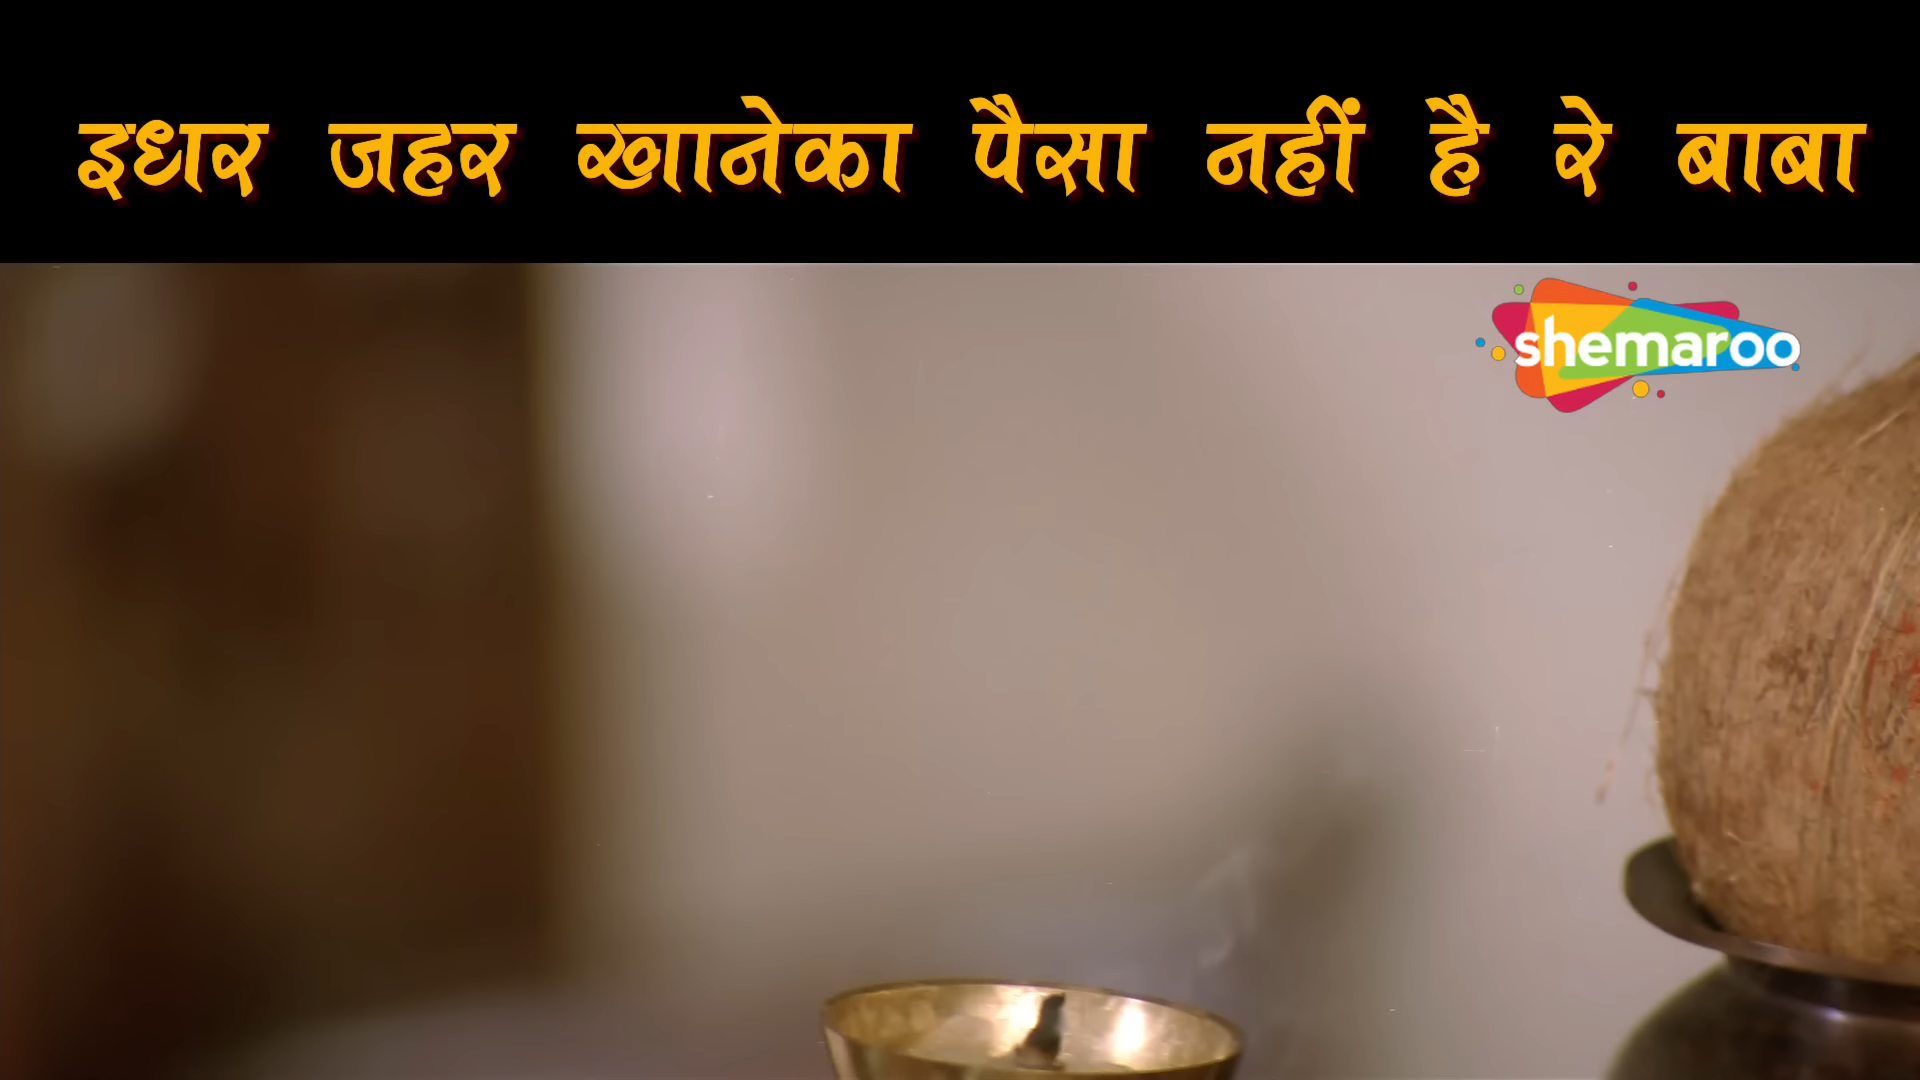 इधर जहर खानेका पैसा नहीं है रे बाबा
shemaroo